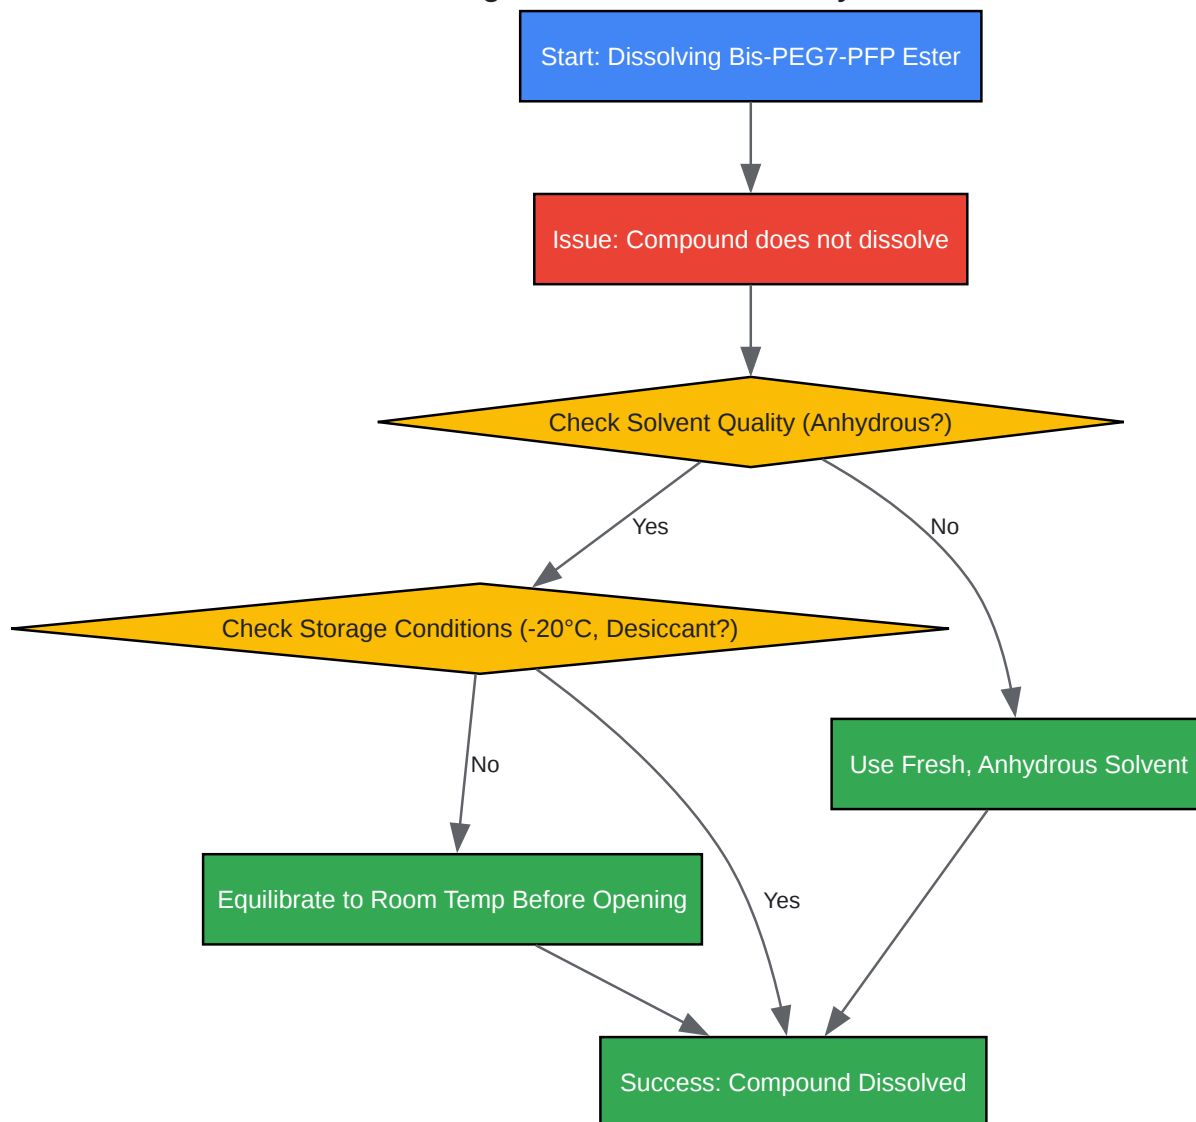 Start: Dissolving Bis-PEG7-PFP Ester
Issue: Compound does not dissolve
Check Solvent Quality (Anhydrous?)
Yes
No
Check Storage Conditions (-20°C, Desiccant?)
No
Use Fresh, Anhydrous Solvent
Equilibrate to Room Temp Before Opening
Yes
Success: Compound Dissolved